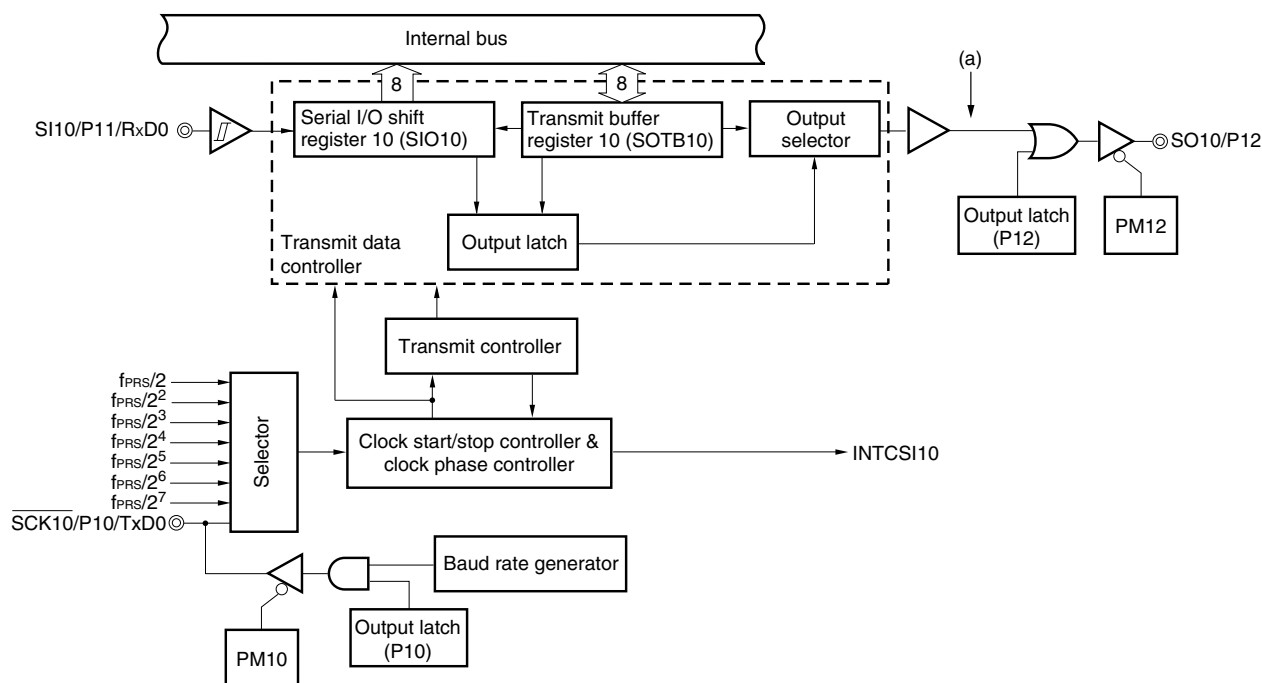 Internal bus
(a)
8
8
SI10/P11/RxD0
Serial I/O shift
register 10 (SIO10)
Transmit buffer
register 10 (SOTB10)
Output
selector
SO10/P12
Output latch
(P12)
PM12
Transmit data
controller
Output latch
Transmit controller
fPRS/2
fPRS/2²
fPRS/2³
fPRS/2⁴
fPRS/2⁵
fPRS/2⁶
fPRS/2⁷
Selector
Clock start/stop controller &
clock phase controller
INTCSI10
S̅C̅K̅1̅0̅/P10/TxD0
Baud rate generator
Output latch
(P10)
PM10